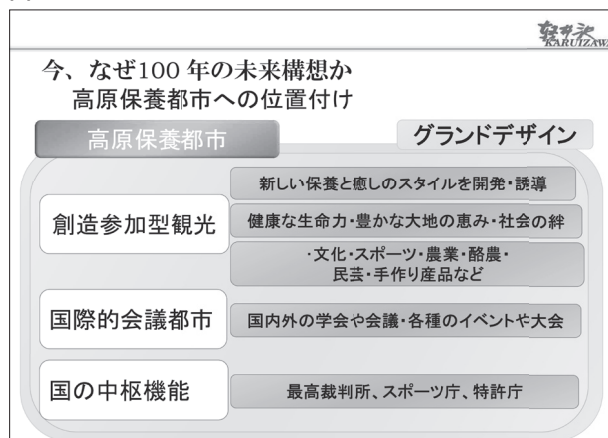 軽井沢
KARUIZAWA
今、なぜ100年の未来構想か
高原保養都市への位置付け
高原保養都市
グランドデザイン
創造参加型観光
新しい保養と癒しのスタイルを開発・誘導
健康な生命力・豊かな大地の恵み・社会の絆
・文化・スポーツ・農業・酪農・
民芸・手作り産品など
国際的会議都市
国内外の学会や会議・各種のイベントや大会
国の中枢機能
最高裁判所、スポーツ庁、特許庁